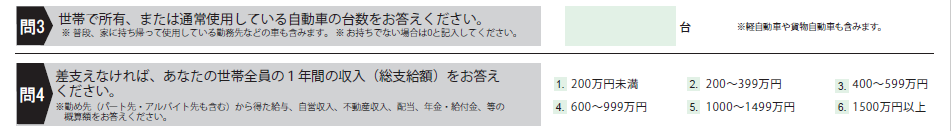 問3 世帯で所有、または通常使用している自動車の台数をお答えください。
※ 普段、家に持ち帰って使用している勤務先などの車も含みます。 ※ お持ちでない場合は0と記入してください。
台 ※軽自動車や貨物自動車も含みます。
問4 差支えなければ、あなたの世帯全員の1年間の収入（総支給額）をお答え
ください。
※勤め先（パート先・アルバイト先も含む）から得た給与、自営収入、不動産収入、配当、年金・給付金、等の
概算額をお答えください。
1. 200万円未満 2. 200～399万円 3. 400～599万円
4. 600～999万円 5. 1000～1499万円 6. 1500万円以上